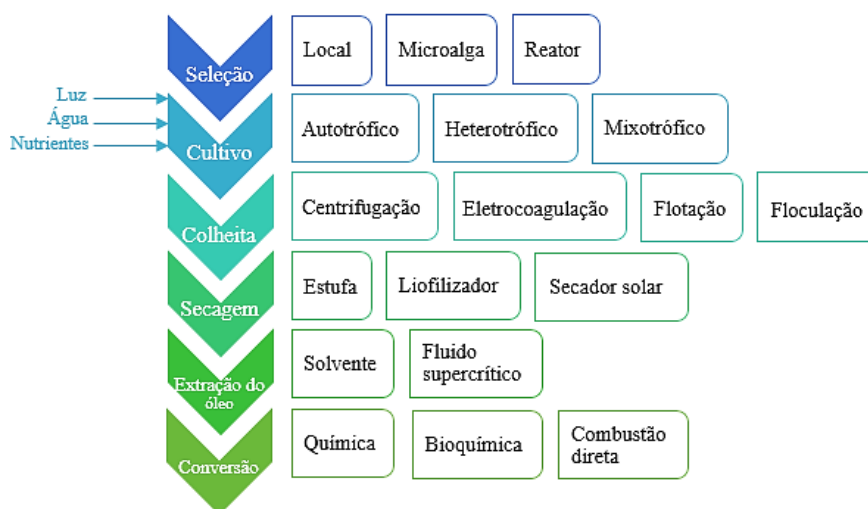 Seleção
Local
Microalga
Reator
Luz
Água
Nutrientes
Cultivo
Autotrófico
Heterotrófico
Mixotrófico
Colheita
Centrifugação
Eletrocoagulação
Flotação
Floculação
Secagem
Estufa
Liofilizador
Secador solar
Extração do
óleo
Solvente
Fluido
supercrítico
Conversão
Química
Bioquímica
Combustão
direta